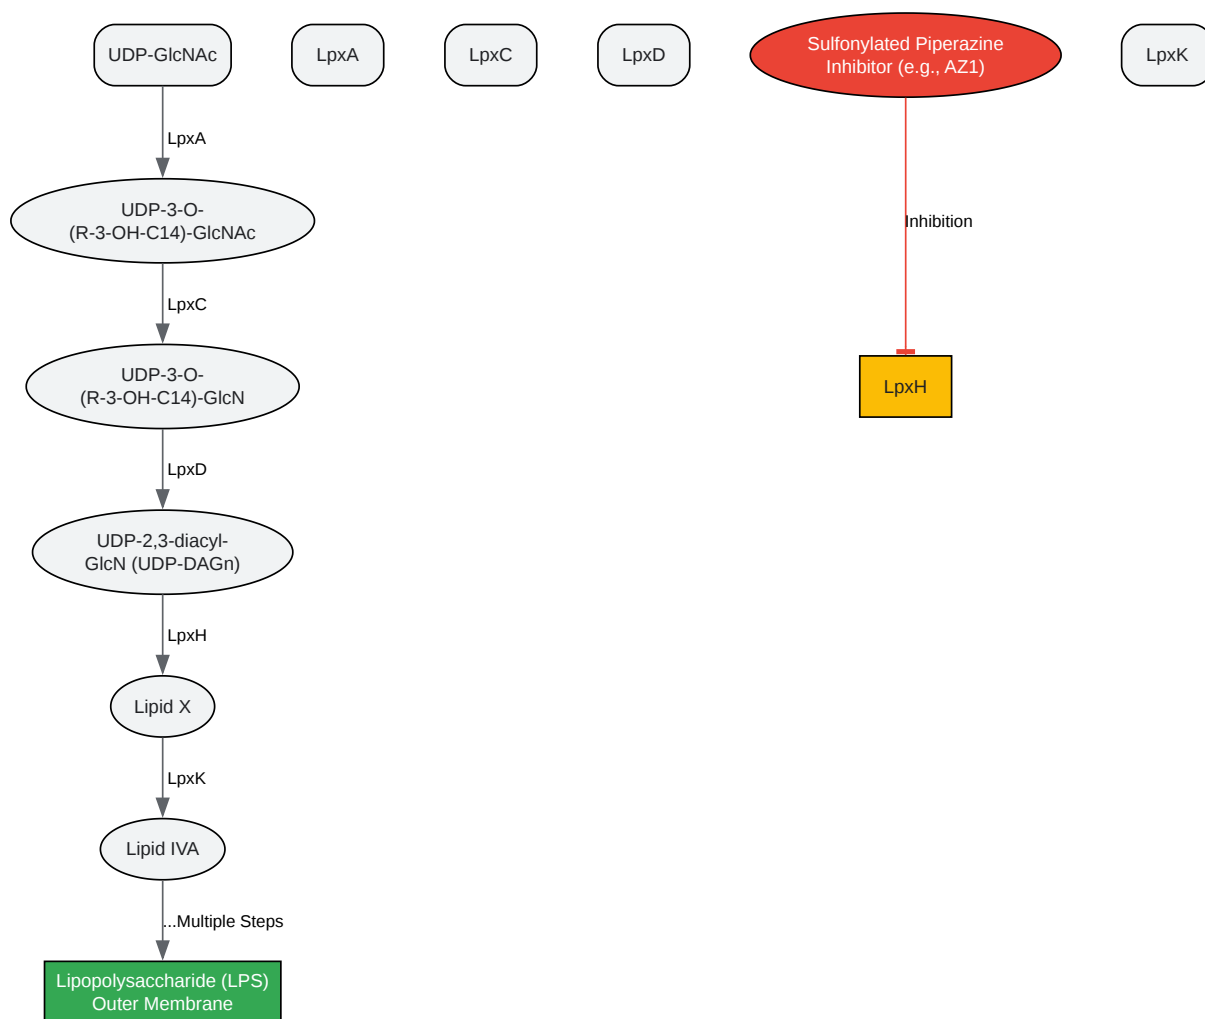 UDP-GlcNAc
LpxA
LpxC
LpxD
Sulfonylated Piperazine
Inhibitor (e.g., AZ1)
LpxK
LpxA
UDP-3-O-
(R-3-OH-C14)-GlcNAc
Inhibition
LpxC
UDP-3-O-
(R-3-OH-C14)-GlcN
LpxH
LpxD
UDP-2,3-diacyl-
GlcN (UDP-DAGn)
LpxH
Lipid X
LpxK
Lipid IVA
...Multiple Steps
Lipopolysaccharide (LPS)
Outer Membrane